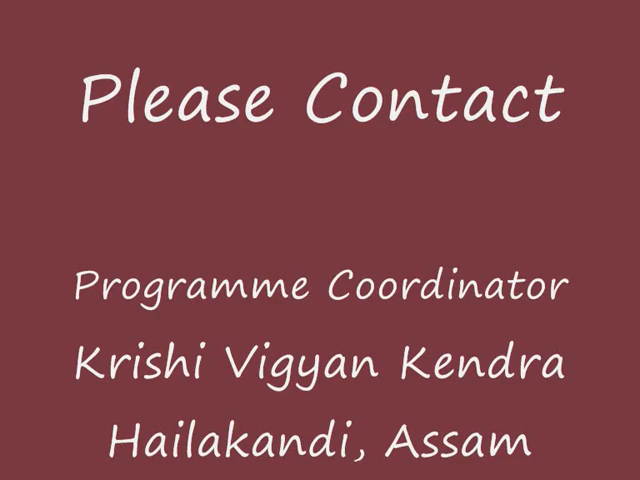 Please Contact
Programme Coordinator
Krishi Vigyan Kendra
Hailakandi, Assam